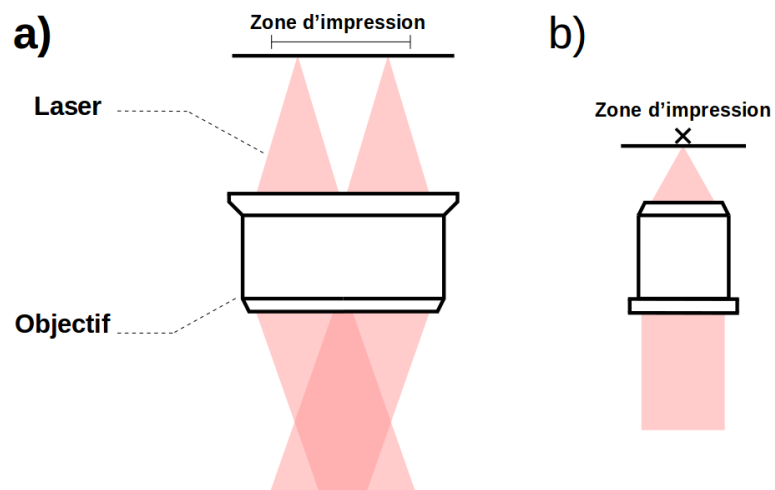 a)
Zone d’impression
Laser
Objectif
b)
Zone d’impression